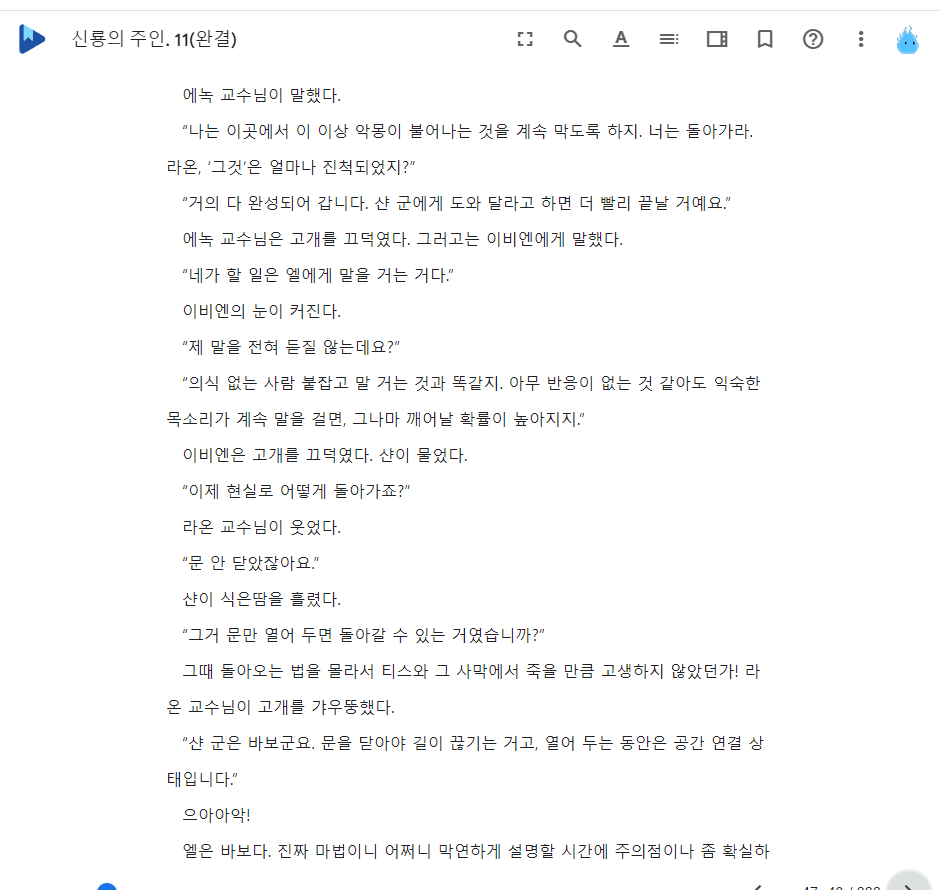 신룡의 주인. 11(완결)
에녹 교수님이 말했다.
“나는 이곳에서 이 이상 악몽이 불어나는 것을 계속 막도록 하지. 너는 돌아가라.
라온, ‘그것’은 얼마나 진척되었지?”
“거의 다 완성되어 갑니다. 샨 군에게 도와 달라고 하면 더 빨리 끝날 거예요.”
에녹 교수님은 고개를 끄덕였다. 그러고는 이비엔에게 말했다.
“네가 할 일은 엘에게 말을 거는 거다.”
이비엔의 눈이 커진다.
“제 말을 전혀 듣질 않는데요?”
“의식 없는 사람 붙잡고 말 거는 것과 똑같지. 아무 반응이 없는 것 같아도 익숙한
목소리가 계속 말을 걸면, 그나마 깨어날 확률이 높아지지.”
이비엔은 고개를 끄덕였다. 샨이 물었다.
“이제 현실로 어떻게 돌아가죠?”
라온 교수님이 웃었다.
“문 안 닫았잖아요.”
샨이 식은땀을 흘렸다.
“그거 문만 열어 두면 돌아갈 수 있는 거였습니까?”
그때 돌아오는 법을 몰라서 티스와 그 사막에서 죽을 만큼 고생하지 않았던가! 라
온 교수님이 고개를 갸우뚱했다.
“샨 군은 바보군요. 문을 닫아야 길이 끊기는 거고, 열어 두는 동안은 공간 연결 상
태입니다.”
으아아악!
엘은 바보다. 진짜 마법이니 어쩌니 막연하게 설명할 시간에 주의점이나 좀 확실하